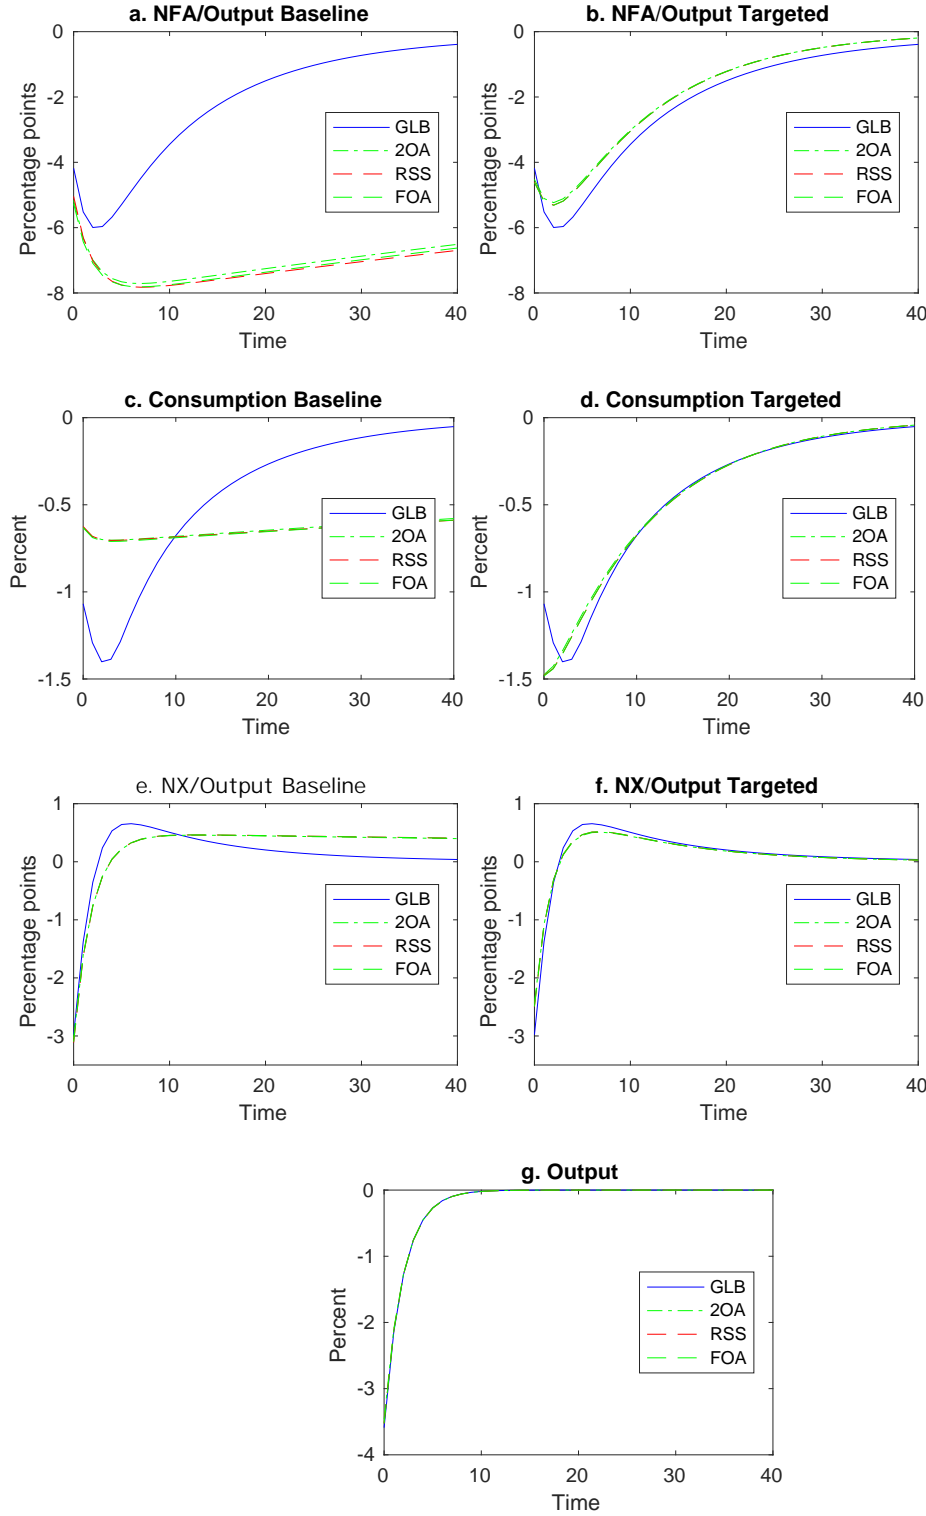 a. NFA/Output Baseline
0
-2
-4
-6
-8
Percentage points
GLB
2OA
RSS
FOA
0 10 20 30 40
Time
b. NFA/Output Targeted
0
-2
-4
-6
-8
Percentage points
GLB
2OA
RSS
FOA
0 10 20 30 40
Time
c. Consumption Baseline
0
-0.5
-1
-1.5
Percent
GLB
2OA
RSS
FOA
0 10 20 30 40
Time
d. Consumption Targeted
0
-0.5
-1
-1.5
Percent
GLB
2OA
RSS
FOA
0 10 20 30 40
Time
e. NX/Output Baseline
1
0
-1
-2
-3
Percentage points
GLB
2OA
RSS
FOA
0 10 20 30 40
Time
f. NX/Output Targeted
1
0
-1
-2
-3
Percentage points
GLB
2OA
RSS
FOA
0 10 20 30 40
Time
g. Output
0
-1
-2
-3
-4
Percent
GLB
2OA
RSS
FOA
0 10 20 30 40
Time